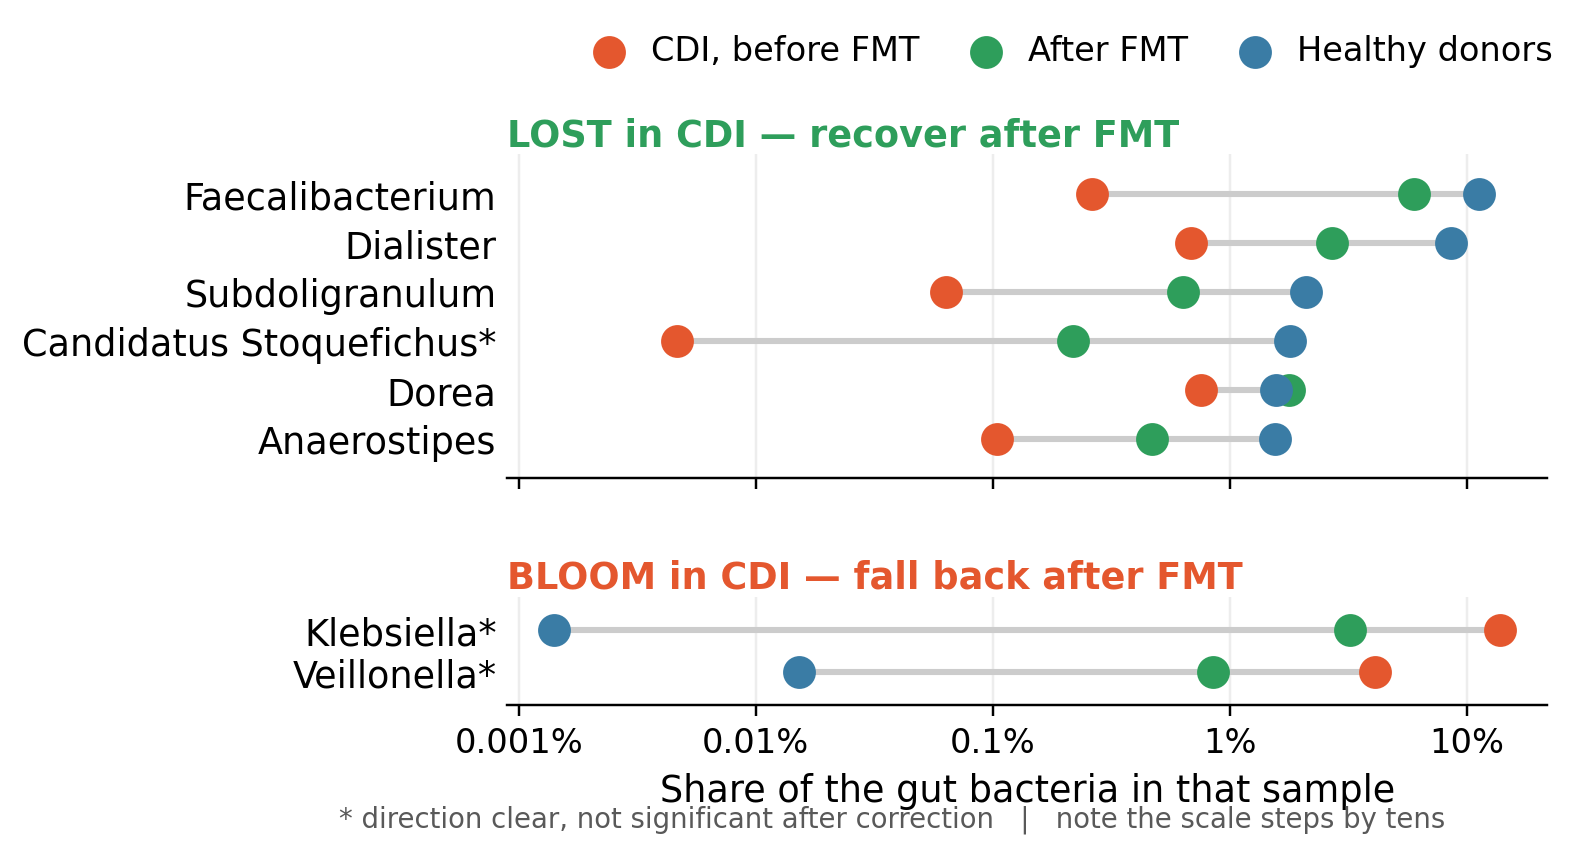 CDI, before FMT   After FMT   Healthy donors
LOST in CDI — recover after FMT
Faecalibacterium
Dialister
Subdoligranulum
Candidatus Stoquefichus*
Dorea
Anaerostipes
BLOOM in CDI — fall back after FMT
Klebsiella*
Veillonella*
0.001%   0.01%   0.1%   1%   10%
Share of the gut bacteria in that sample
* direction clear, not significant after correction   |   note the scale steps by tens